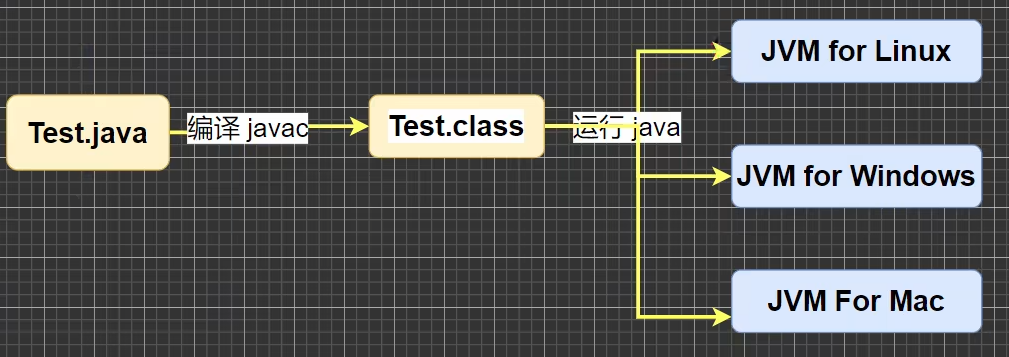 Test.java
编译 javac
Test.class
运行 java
JVM for Linux
JVM for Windows
JVM For Mac